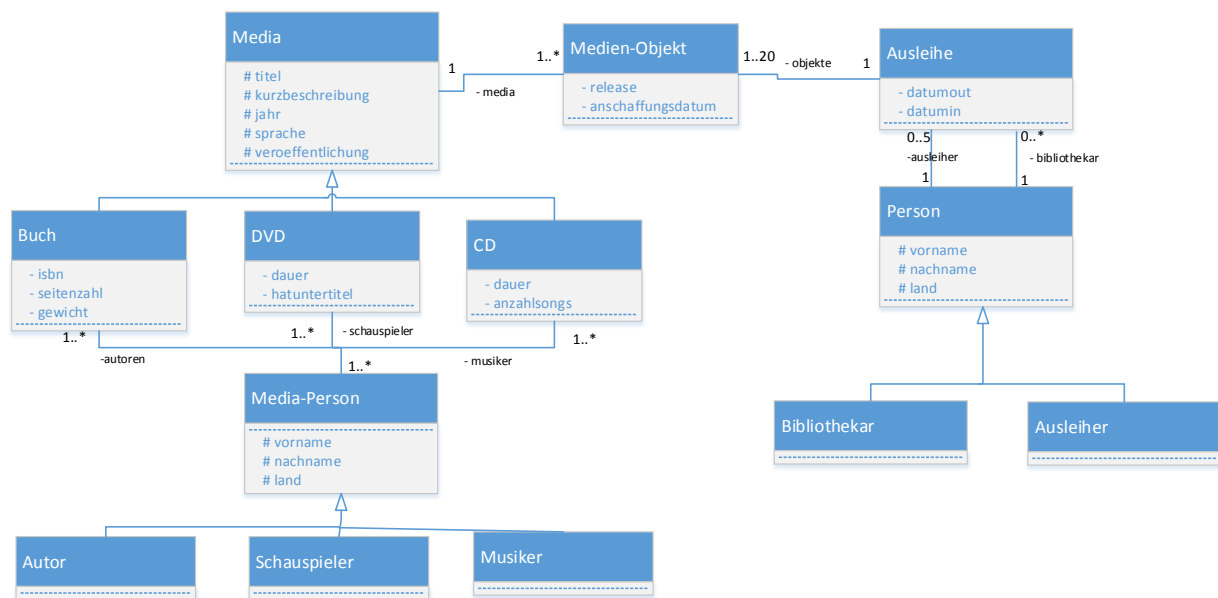 Media
# titel
# kurzbeschreibung
# jahr
# sprache
# veroeffentlichung
1
- media
1..*
Medien-Objekt
- release
- anschaffungsdatum
1..20
- objekte
1
Ausleihe
- datumout
- datumin
0..5
-ausleiher
1
0..*
- bibliothekar
1
Person
# vorname
# nachname
# land
Bibliothekar
Ausleiher
Buch
- isbn
- seitenzahl
- gewicht
1..*
-autoren
DVD
- dauer
- hatuntertitel
1..*
- schauspieler
CD
- dauer
- anzahlsongs
1..*
- musiker
1..*
Media-Person
# vorname
# nachname
# land
Autor
Schauspieler
Musiker